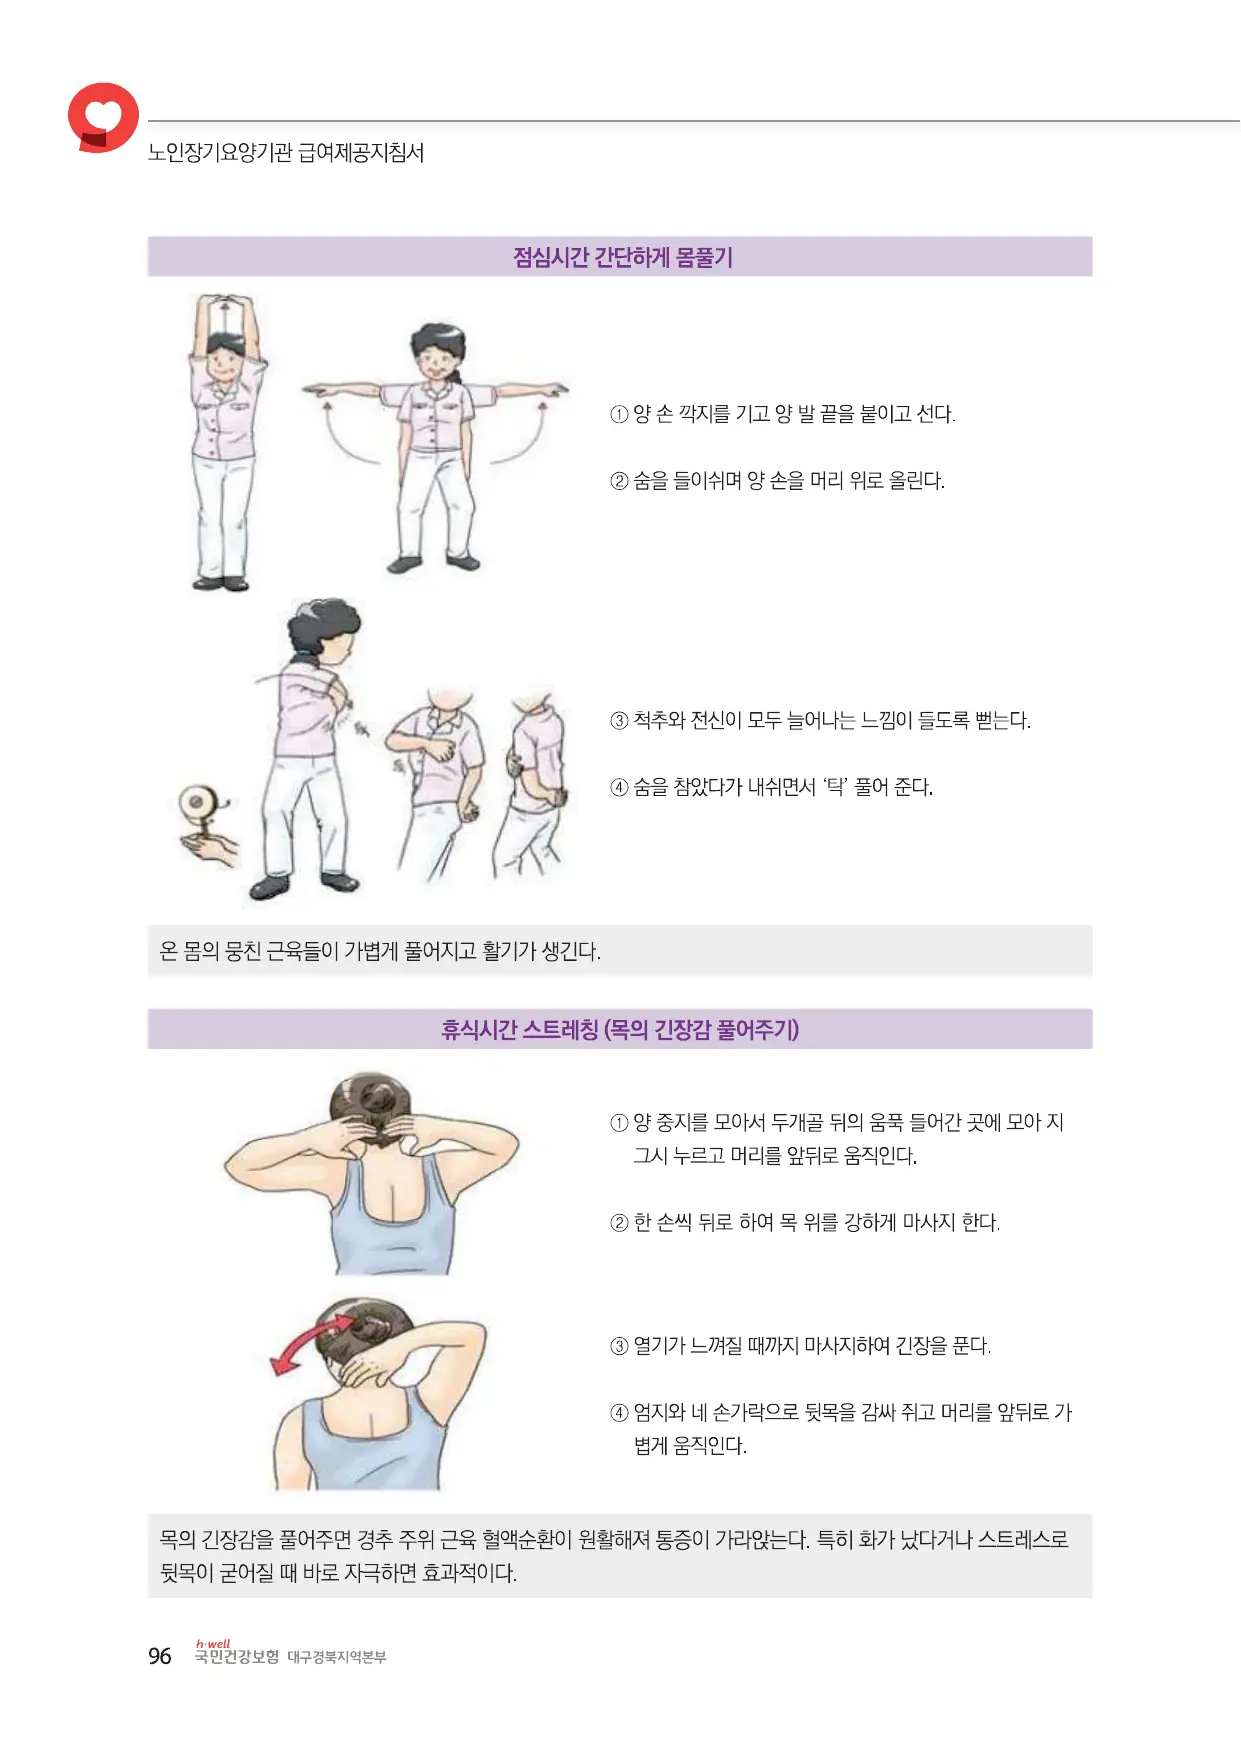 노인장기요양기관 급여제공지침서
점심시간 간단하게 몸풀기
① 양 손 깍지를 기고 양 발 끝을 붙이고 선다.
② 숨을 들이쉬며 양 손을 머리 위로 올린다.
③ 척추와 전신이 모두 늘어나는 느낌이 들도록 뻗는다.
④ 숨을 참았다가 내쉬면서 ‘탁’ 풀어 준다.
온 몸의 뭉친 근육들이 가볍게 풀어지고 활기가 생긴다.
휴식시간 스트레칭 (목의 긴장감 풀어주기)
① 양 중지를 모아서 두개골 뒤의 움푹 들어간 곳에 모아 지
그시 누르고 머리를 앞뒤로 움직인다.
② 한 손씩 뒤로 하여 목 위를 강하게 마사지 한다.
③ 열기가 느껴질 때까지 마사지하여 긴장을 푼다.
④ 엄지와 네 손가락으로 뒷목을 감싸 쥐고 머리를 앞뒤로 가
볍게 움직인다.
목의 긴장감을 풀어주면 경추 주위 근육 혈액순환이 원활해져 통증이 가라앉는다. 특히 화가 났다거나 스트레스로
뒷목이 굳어질 때 바로 자극하면 효과적이다.
h·well
96 국민건강보험 대구경북지역본부